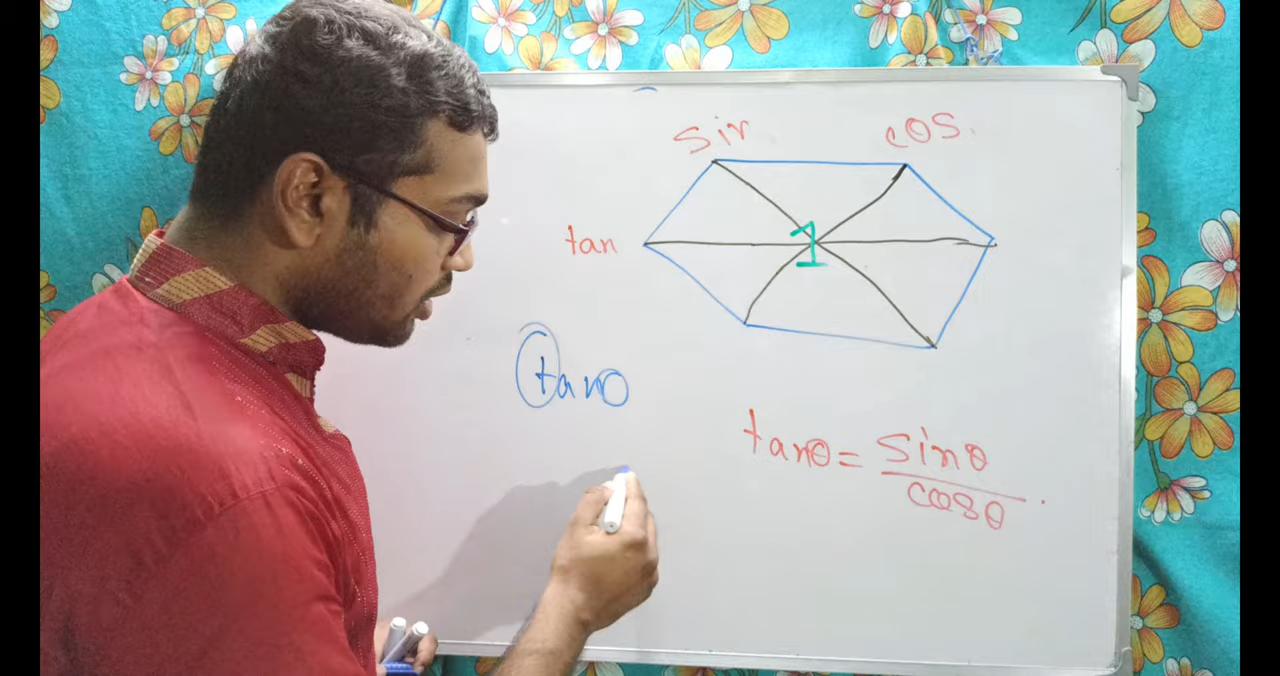 sin
cos.
tan
1
tanθ
tanθ = sinθ
cosθ